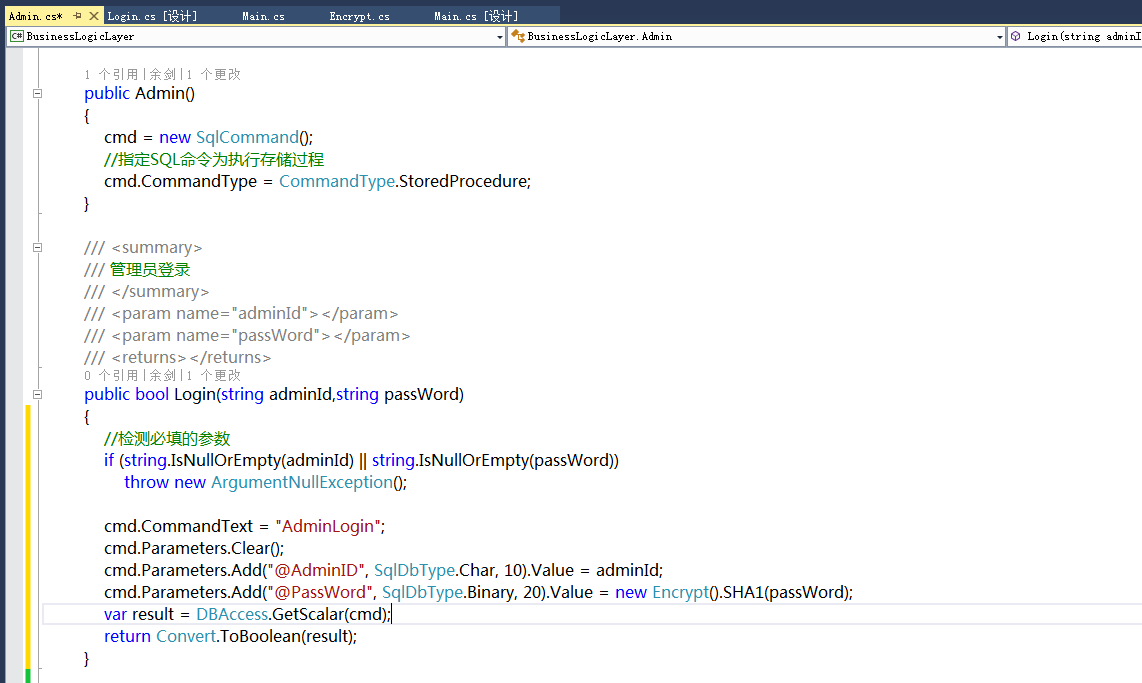 Admin.cs* Login.cs [设计] Main.cs Encrypt.cs Main.cs [设计]
C# BusinessLogicLayer BusinessLogicLayer.Admin Login(string adminI
1 个引用|余剑|1 个更改
public Admin()
{
cmd = new SqlCommand();
//指定SQL命令为执行存储过程
cmd.CommandType = CommandType.StoredProcedure;
}
/// <summary>
/// 管理员登录
/// </summary>
/// <param name="adminId"></param>
/// <param name="passWord"></param>
/// <returns></returns>
0 个引用|余剑|1 个更改
public bool Login(string adminId,string passWord)
{
//检测必填的参数
if (string.IsNullOrEmpty(adminId) || string.IsNullOrEmpty(passWord))
throw new ArgumentNullException();
cmd.CommandText = "AdminLogin";
cmd.Parameters.Clear();
cmd.Parameters.Add("@AdminID", SqlDbType.Char, 10).Value = adminId;
cmd.Parameters.Add("@PassWord", SqlDbType.Binary, 20).Value = new Encrypt().SHA1(passWord);
var result = DBAccess.GetScalar(cmd);
return Convert.ToBoolean(result);
}